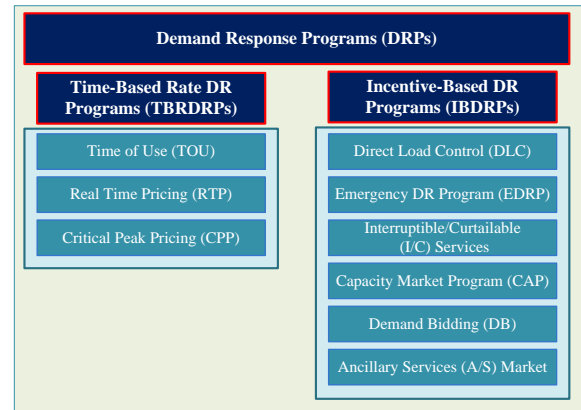 Demand Response Programs (DRPs)
Time-Based Rate DR
Programs (TBRDRPs)
Time of Use (TOU)
Real Time Pricing (RTP)
Critical Peak Pricing (CPP)
Incentive-Based DR
Programs (IBDRPs)
Direct Load Control (DLC)
Emergency DR Program (EDRP)
Interruptible/Curtailable
(I/C) Services
Capacity Market Program (CAP)
Demand Bidding (DB)
Ancillary Services (A/S) Market